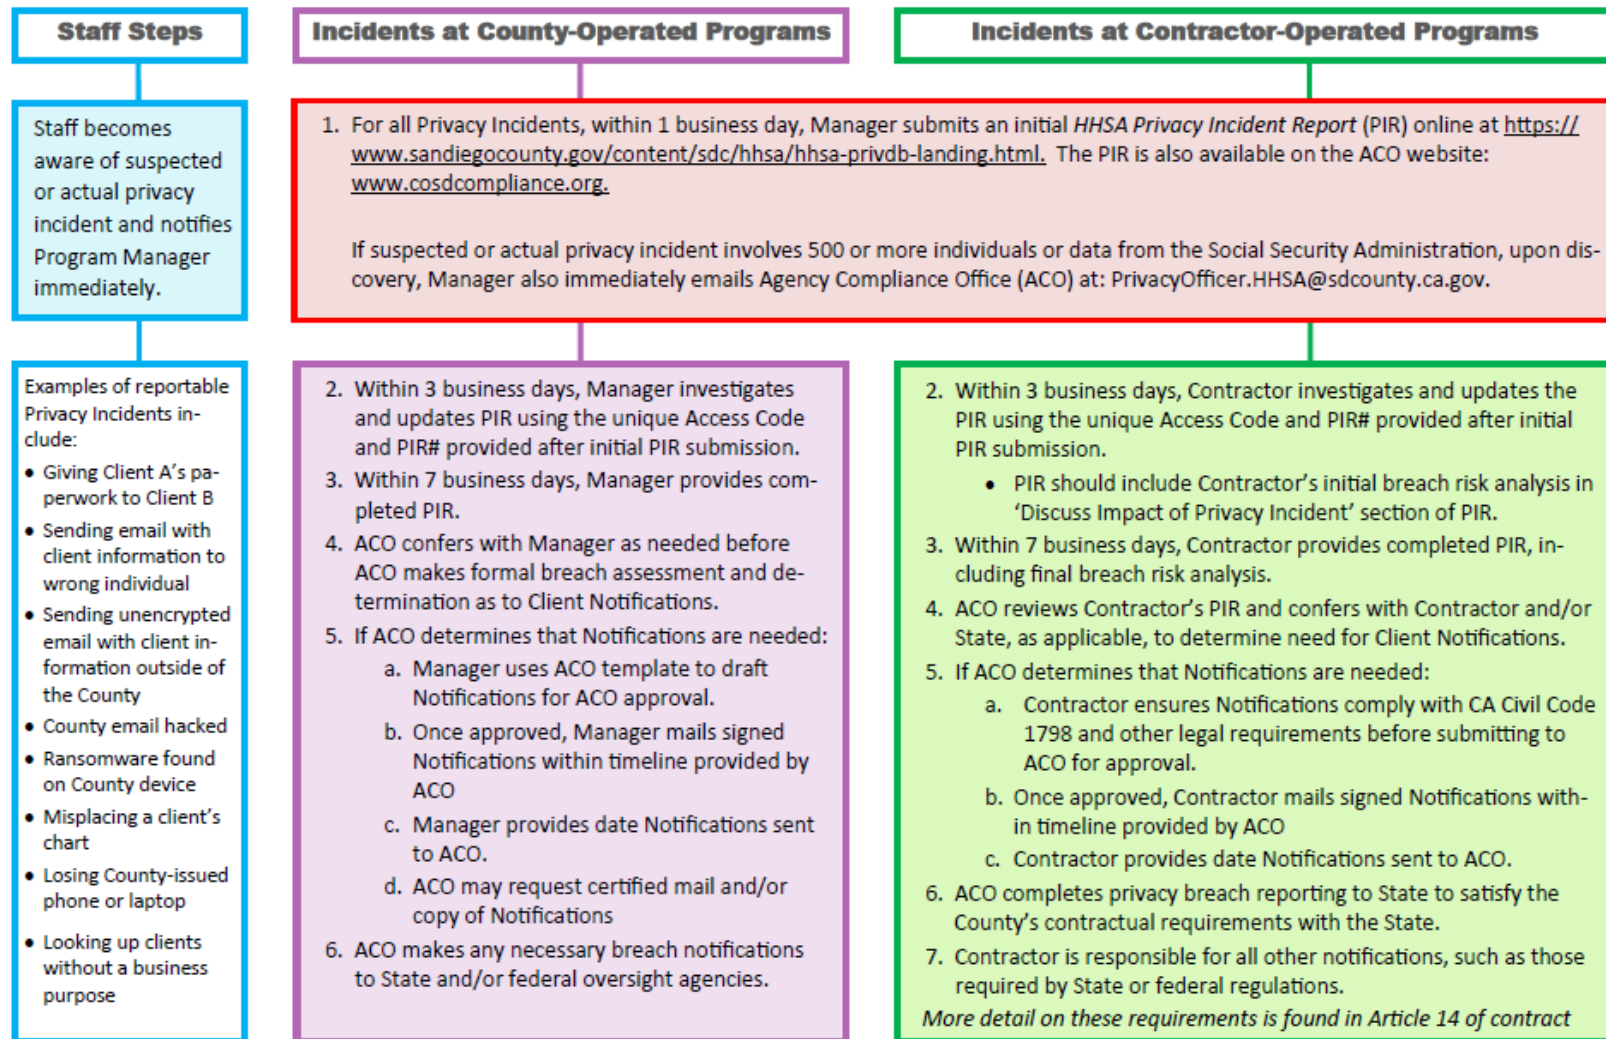 Staff Steps
Incidents at County-Operated Programs
Incidents at Contractor-Operated Programs
Staff becomes
aware of suspected
or actual privacy
incident and notifies
Program Manager
immediately.
1. For all Privacy Incidents, within 1 business day, Manager submits an initial HHSA Privacy Incident Report (PIR) online at https://
www.sandiegocounty.gov/content/sdc/hhsa/hhsa-privdb-landing.html. The PIR is also available on the ACO website:
www.cosdcompliance.org.
If suspected or actual privacy incident involves 500 or more individuals or data from the Social Security Administration, upon dis-
covery, Manager also immediately emails Agency Compliance Office (ACO) at: PrivacyOfficer.HHSA@sdcounty.ca.gov.
Examples of reportable
Privacy Incidents in-
clude:
• Giving Client A's pa-
perwork to Client B
• Sending email with
client information to
wrong individual
• Sending unencrypted
email with client in-
formation outside of
the County
• County email hacked
• Ransomware found
on County device
• Misplacing a client's
chart
• Losing County-issued
phone or laptop
• Looking up clients
without a business
purpose
2. Within 3 business days, Manager investigates
and updates PIR using the unique Access Code
and PIR# provided after initial PIR submission.
3. Within 7 business days, Manager provides com-
pleted PIR.
4. ACO confers with Manager as needed before
ACO makes formal breach assessment and de-
termination as to Client Notifications.
5. If ACO determines that Notifications are needed:
a. Manager uses ACO template to draft
Notifications for ACO approval.
b. Once approved, Manager mails signed
Notifications within timeline provided by
ACO
c. Manager provides date Notifications sent
to ACO.
d. ACO may request certified mail and/or
copy of Notifications
6. ACO makes any necessary breach notifications
to State and/or federal oversight agencies.
2. Within 3 business days, Contractor investigates and updates the
PIR using the unique Access Code and PIR# provided after initial
PIR submission.
• PIR should include Contractor's initial breach risk analysis in
'Discuss Impact of Privacy Incident' section of PIR.
3. Within 7 business days, Contractor provides completed PIR, in-
cluding final breach risk analysis.
4. ACO reviews Contractor's PIR and confers with Contractor and/or
State, as applicable, to determine need for Client Notifications.
5. If ACO determines that Notifications are needed:
a. Contractor ensures Notifications comply with CA Civil Code
1798 and other legal requirements before submitting to
ACO for approval.
b. Once approved, Contractor mails signed Notifications with-
in timeline provided by ACO
c. Contractor provides date Notifications sent to ACO.
6. ACO completes privacy breach reporting to State to satisfy the
County's contractual requirements with the State.
7. Contractor is responsible for all other notifications, such as those
required by State or federal regulations.
More detail on these requirements is found in Article 14 of contract